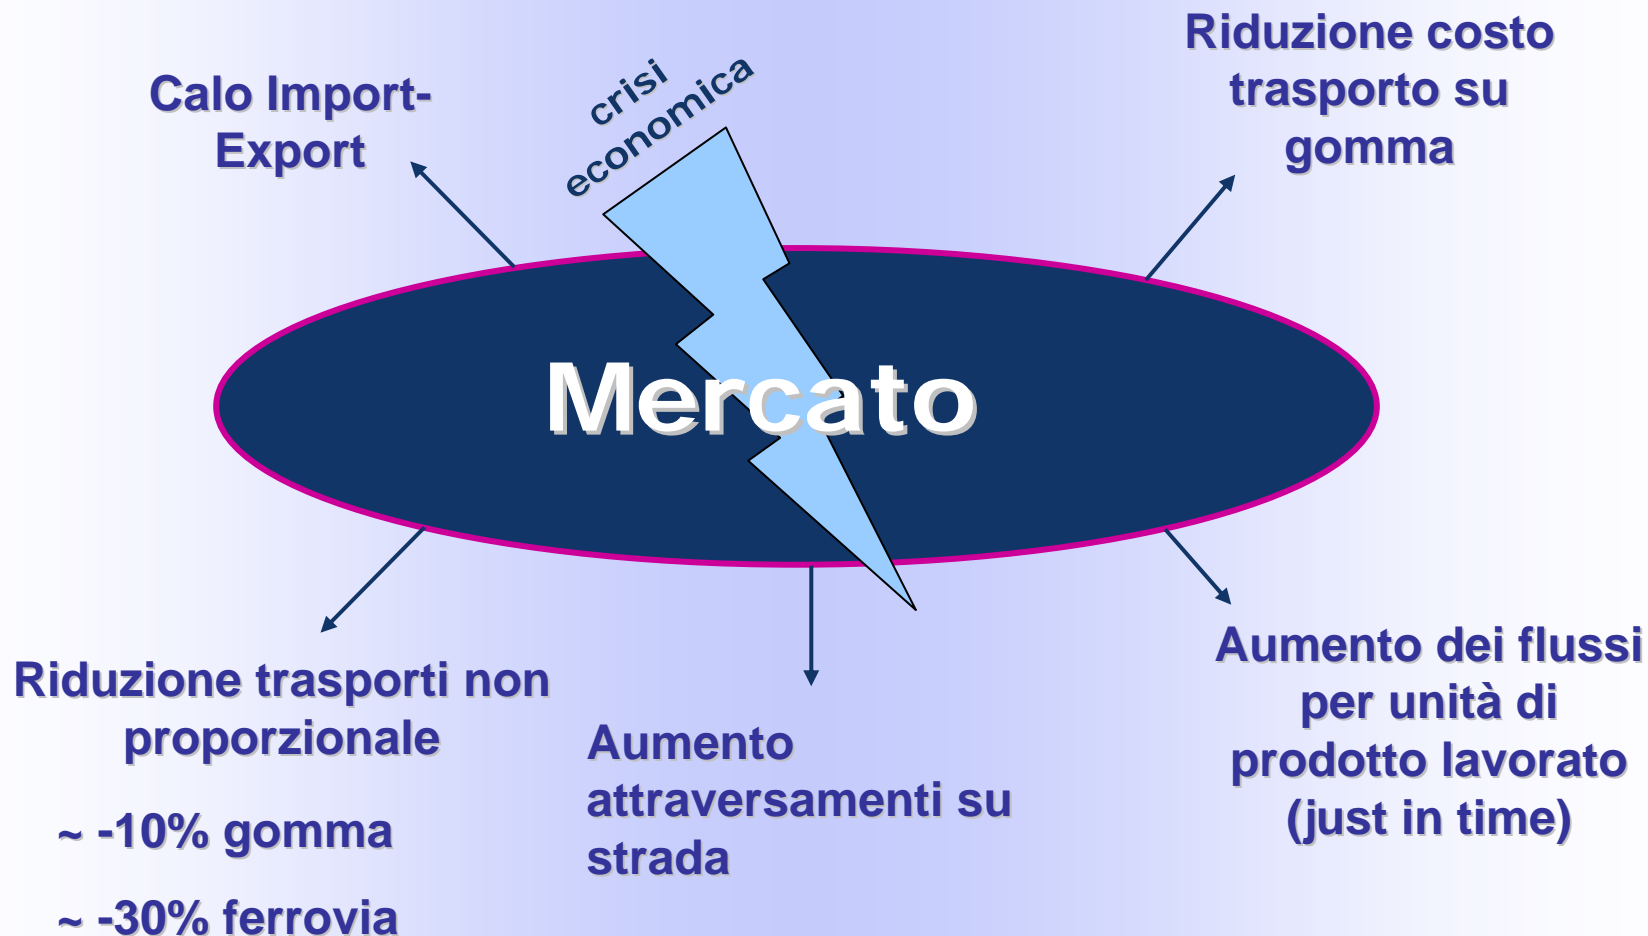 Riduzione costo
trasporto su
gomma
Calo Import-
Export
crisi
economica
Mercato
Riduzione trasporti non
proporzionale
~ -10% gomma
~ -30% ferrovia
Aumento
attraversamenti su
strada
Aumento dei flussi
per unità di
prodotto lavorato
(just in time)